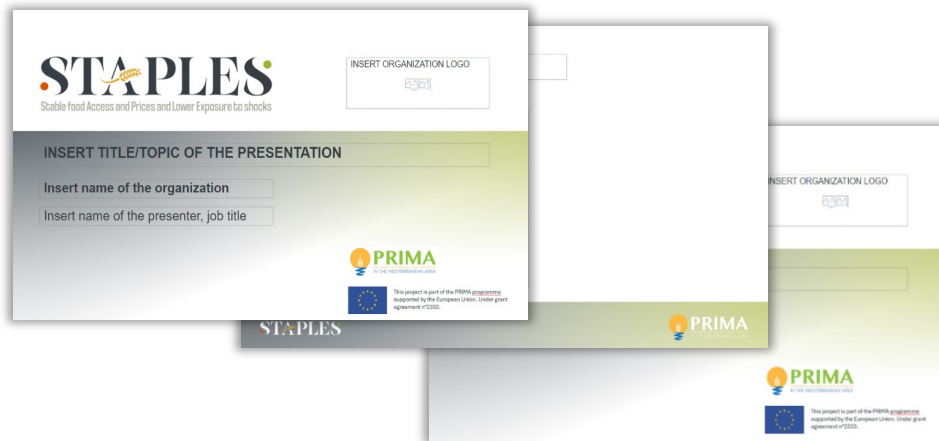 STAPLES
Stable food Access and Prices and Lower Exposure to shocks
INSERT ORGANIZATION LOGO
INSERT TITLE/TOPIC OF THE PRESENTATION
Insert name of the organization
Insert name of the presenter, job title
PRIMA
IN THE MEDITERRANEAN AREA
This project is part of the PRIMA programme
supported by the European Union. Under grant
agreement n°2333.
STAPLES
PRIMA
IN THE MEDITERRANEAN AREA
INSERT ORGANIZATION LOGO
PRIMA
IN THE MEDITERRANEAN AREA
This project is part of the PRIMA programme
supported by the European Union. Under grant
agreement n°2333.